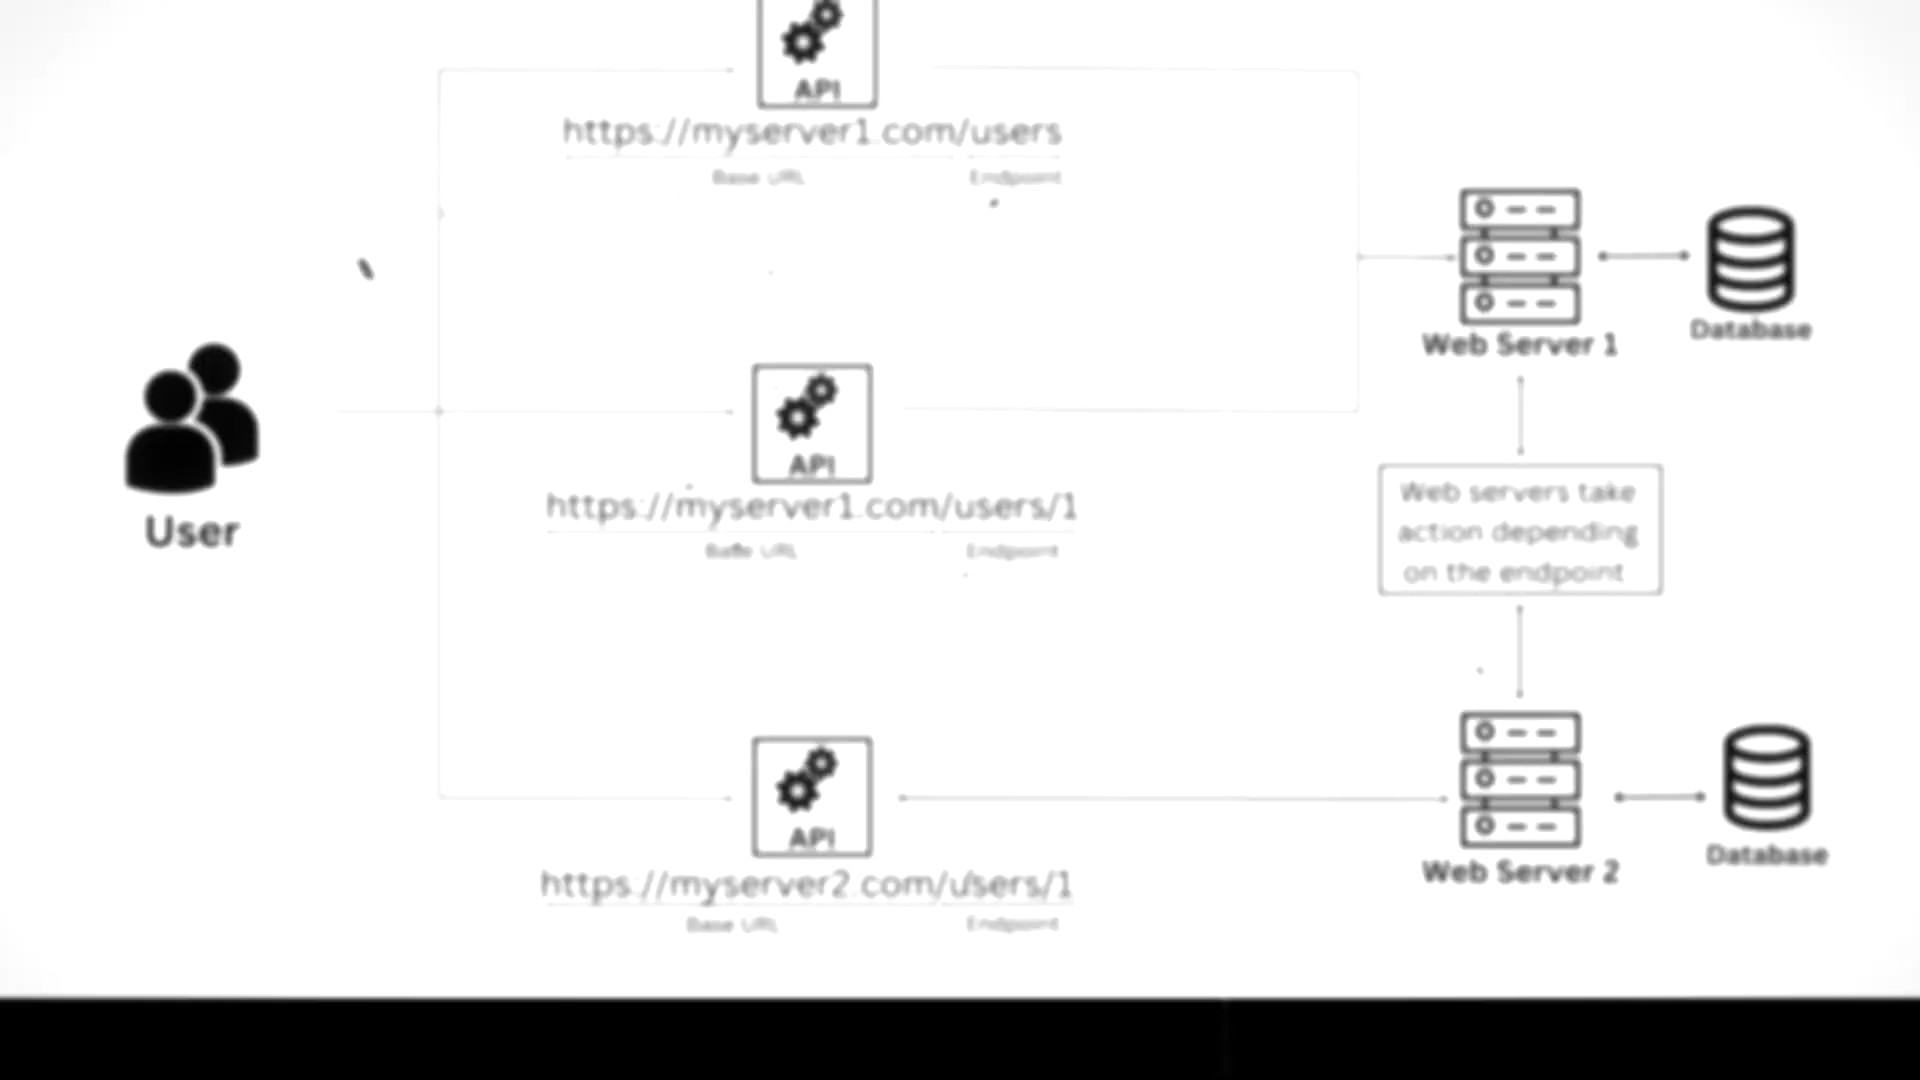 API
https://myserver1.com/users
Base URL
Endpoint
Web Server 1
Database
API
https://myserver1.com/users/1
Base URL
Endpoint
User
Web servers take
action depending
on the endpoint
API
https://myserver2.com/users/1
Base URL
Endpoint
Web Server 2
Database